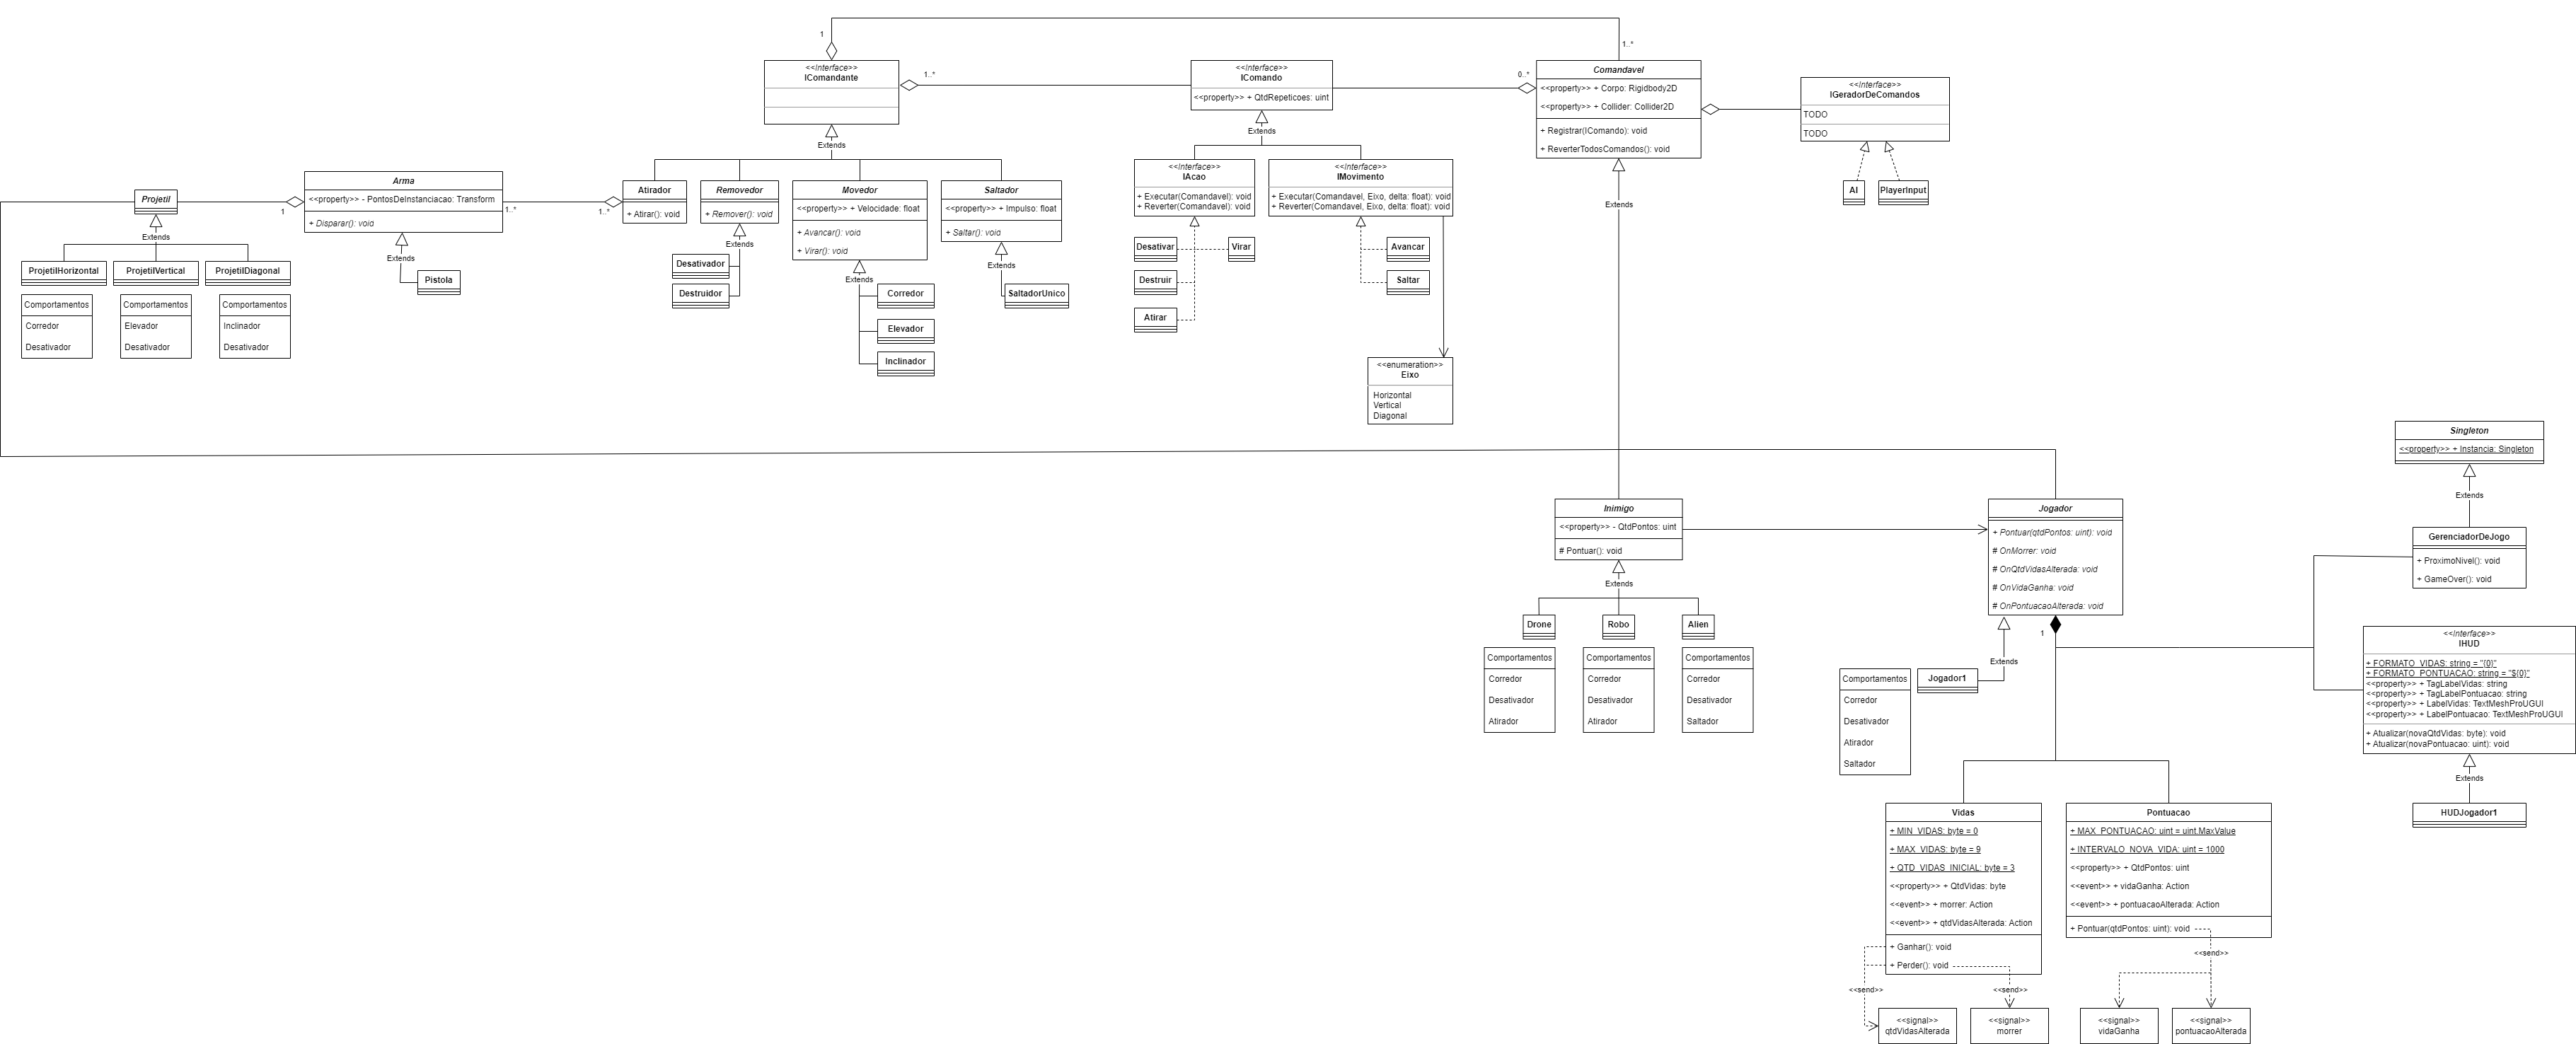 1
1..*
<<Interface>>
IComandante
1..*
<<Interface>>
IComando
<<property>> + QtdRepeticoes: uint
Extends
0..*
Comandavel
<<property>> + Corpo: Rigidbody2D
<<property>> + Collider: Collider2D
+ Registrar(IComando): void
+ ReverterTodosComandos(): void
Extends
<<Interface>>
IGeradorDeComandos
TODO
TODO
AI
PlayerInput
Extends
Projetil
Extends
1
Arma
<<property>> - PontosDeInstanciacao: Transform
+ Disparar(): void
Extends
Pistola
1..*
1..*
Atirador
+ Atirar(): void
Removedor
+ Remover(): void
Extends
Desativador
Destruidor
Movedor
<<property>> + Velocidade: float
+ Avancar(): void
+ Virar(): void
Extends
Corredor
Elevador
Inclinador
Saltador
<<property>> + Impulso: float
+ Saltar(): void
Extends
SaltadorUnico
<<Interface>>
IAcao
+ Executar(Comandavel): void
+ Reverter(Comandavel): void
Desativar
Virar
Destruir
Atirar
<<Interface>>
IMovimento
+ Executar(Comandavel, Eixo, delta: float): void
+ Reverter(Comandavel, Eixo, delta: float): void
Avancar
Saltar
<<enumeration>>
Eixo
Horizontal
Vertical
Diagonal
ProjetilHorizontal
Comportamentos
Corredor
Desativador
ProjetilVertical
Comportamentos
Elevador
Desativador
ProjetilDiagonal
Comportamentos
Inclinador
Desativador
Inimigo
<<property>> - QtdPontos: uint
# Pontuar(): void
Extends
Drone
Comportamentos
Corredor
Desativador
Atirador
Robo
Comportamentos
Corredor
Desativador
Atirador
Alien
Comportamentos
Corredor
Desativador
Saltador
Jogador
+ Pontuar(qtdPontos: uint): void
# OnMorrer: void
# OnQtdVidasAlterada: void
# OnVidaGanha: void
# OnPontuacaoAlterada: void
1
Extends
Jogador1
Comportamentos
Corredor
Desativador
Atirador
Saltador
Singleton
<<property>> + Instancia: Singleton
Extends
GerenciadorDeJogo
+ ProximoNivel(): void
+ GameOver(): void
<<Interface>>
IHUD
+ FORMATO_VIDAS: string = "{0}"
+ FORMATO_PONTUACAO: string = "${0}"
<<property>> + TagLabelVidas: string
<<property>> + TagLabelPontuacao: string
<<property>> + LabelVidas: TextMeshProUGUI
<<property>> + LabelPontuacao: TextMeshProUGUI
+ Atualizar(novaQtdVidas: byte): void
+ Atualizar(novaPontuacao: uint): void
Extends
HUDJogador1
Vidas
+ MIN_VIDAS: byte = 0
+ MAX_VIDAS: byte = 9
+ QTD_VIDAS_INICIAL: byte = 3
<<property>> + QtdVidas: byte
<<event>> + morrer: Action
<<event>> + qtdVidasAlterada: Action
+ Ganhar(): void
+ Perder(): void
<<send>>
<<send>>
<<signal>>
qtdVidasAlterada
<<signal>>
morrer
Pontuacao
+ MAX_PONTUACAO: uint = uint.MaxValue
+ INTERVALO_NOVA_VIDA: uint = 1000
<<property>> + QtdPontos: uint
<<event>> + vidaGanha: Action
<<event>> + pontuacaoAlterada: Action
+ Pontuar(qtdPontos: uint): void
<<send>>
<<signal>>
vidaGanha
<<signal>>
pontuacaoAlterada